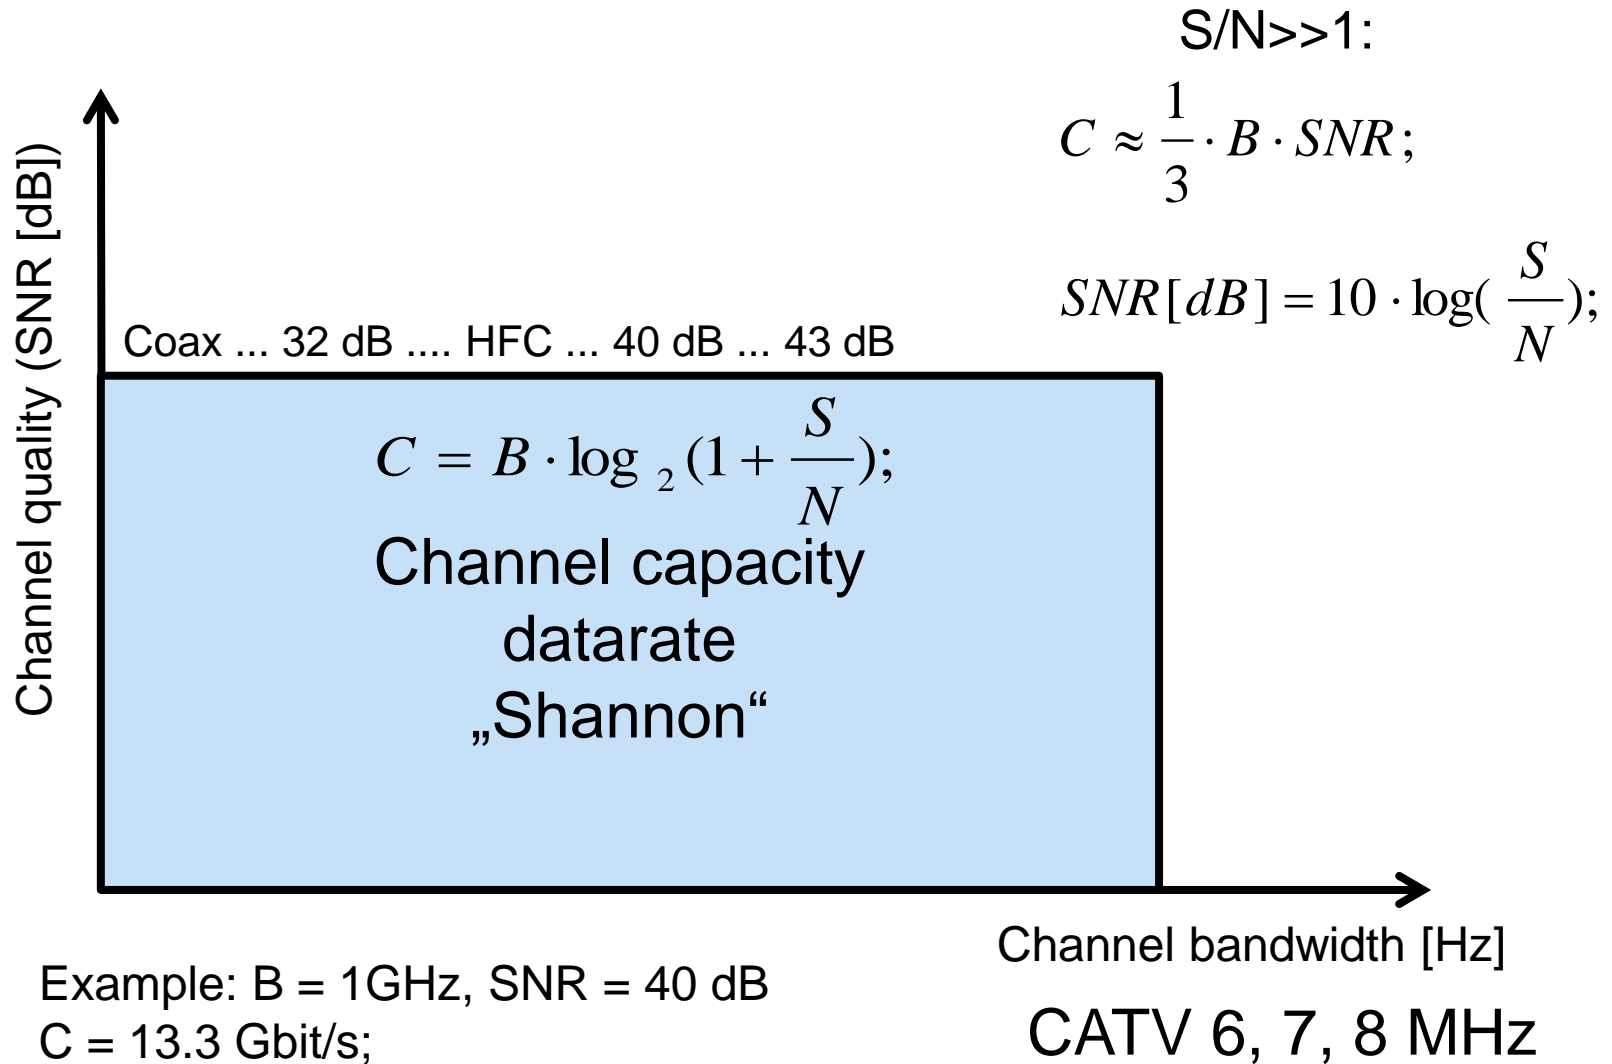 S/N>>1:
C ≈ 1/3 · B · SNR;
SNR[dB] = 10 · log( S/N );
Channel quality (SNR [dB])
Coax ... 32 dB .... HFC ... 40 dB ... 43 dB
C = B · log ₂ (1 + S/N );
Channel capacity
datarate
„Shannon“
Channel bandwidth [Hz]
Example: B = 1GHz, SNR = 40 dB
C = 13.3 Gbit/s;
CATV 6, 7, 8 MHz